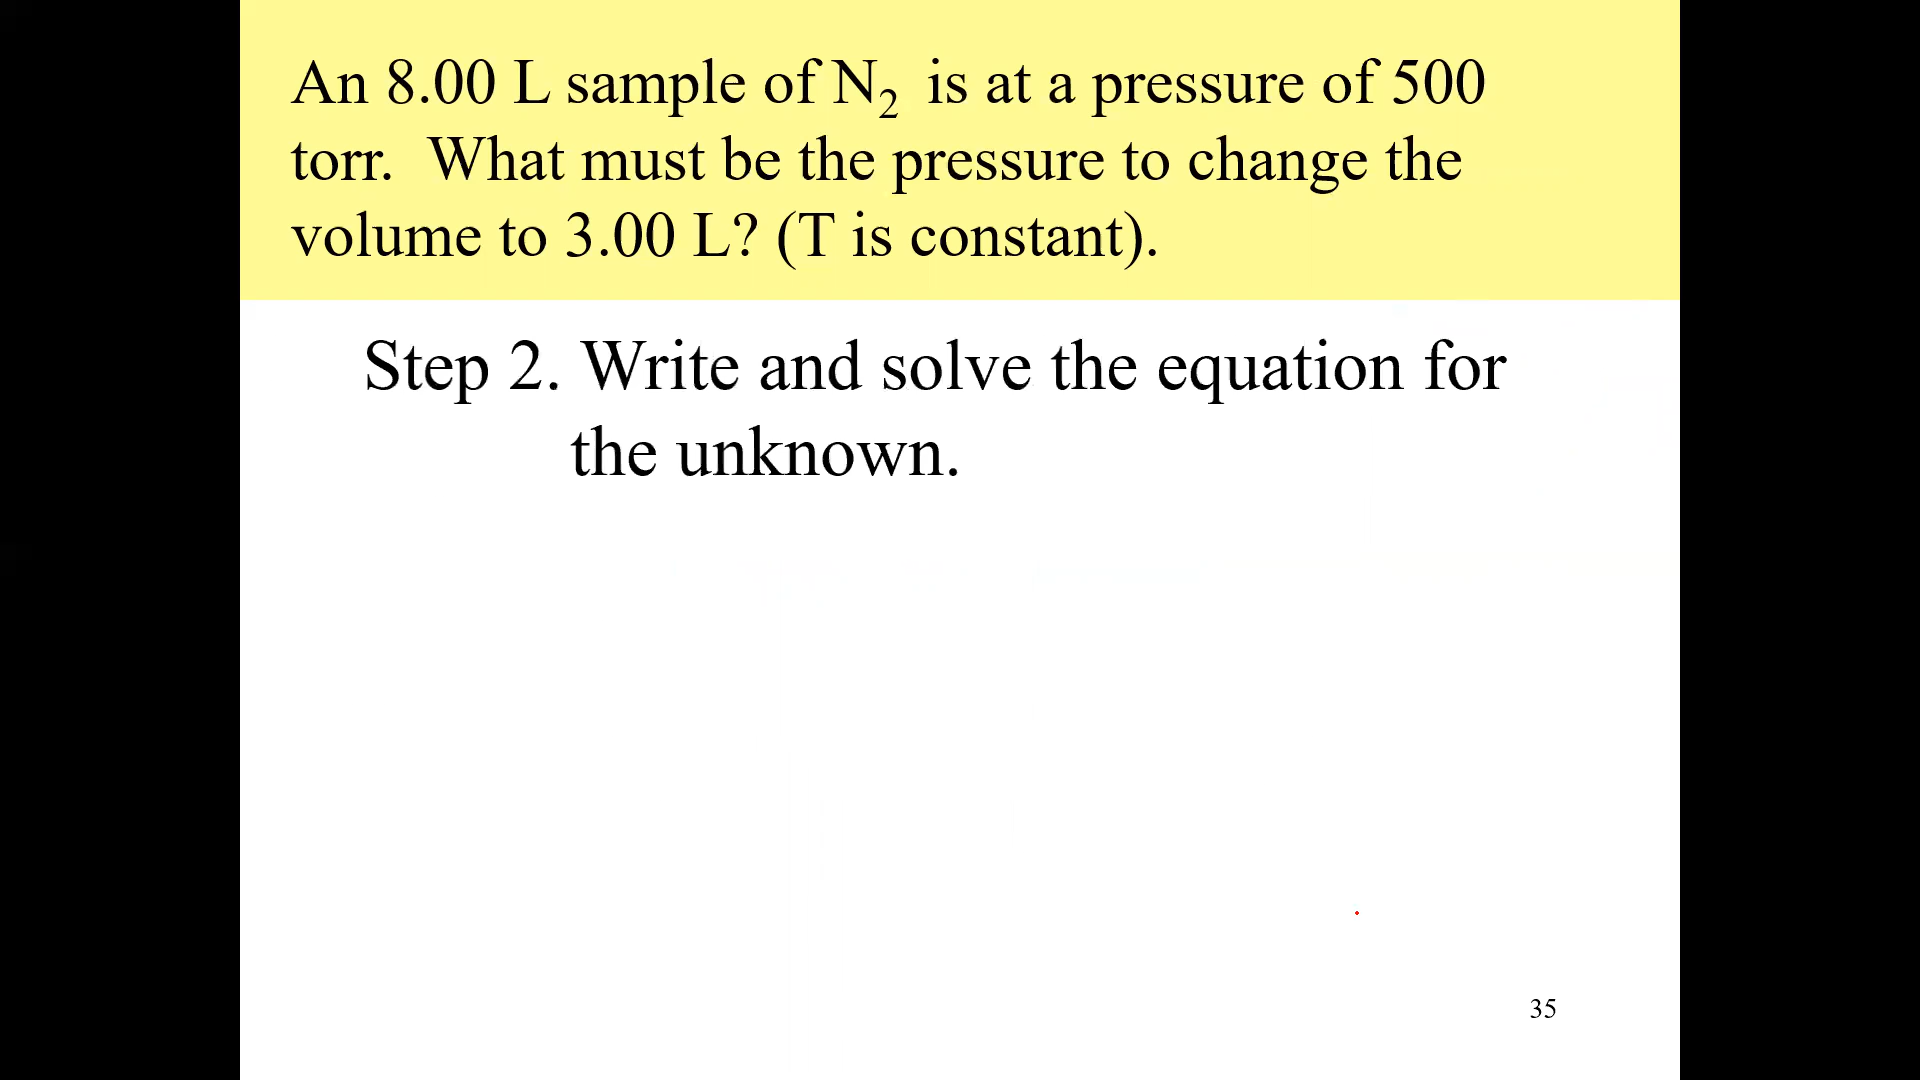 An 8.00 L sample of N₂ is at a pressure of 500
torr. What must be the pressure to change the
volume to 3.00 L? (T is constant).
Step 2. Write and solve the equation for
the unknown.
35